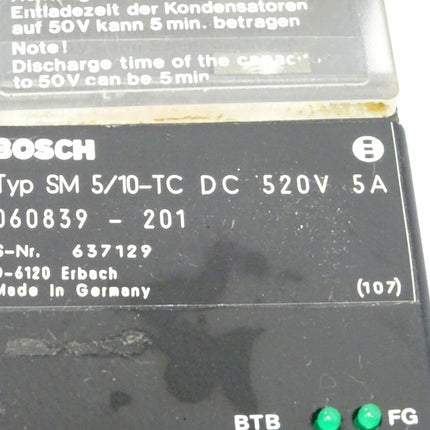 Entladezeit der Kondensatoren
auf 50V kann 5 min. betragen
Note!
Discharge time of the capac.
to 50V can be 5 min
BOSCH
Typ SM 5/10-TC DC 520V 5A
060839 - 201
S-Nr. 637129
D-6120 Erbach
Made in Germany
(107)
BTB FG